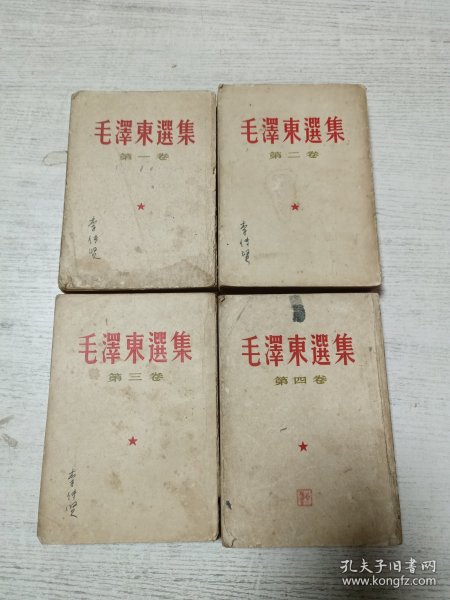 毛澤東選集
第一卷
毛澤東選集
第二卷
毛澤東選集
第三卷
毛澤東選集
第四卷
孔夫子旧书网
www.kongfz.com